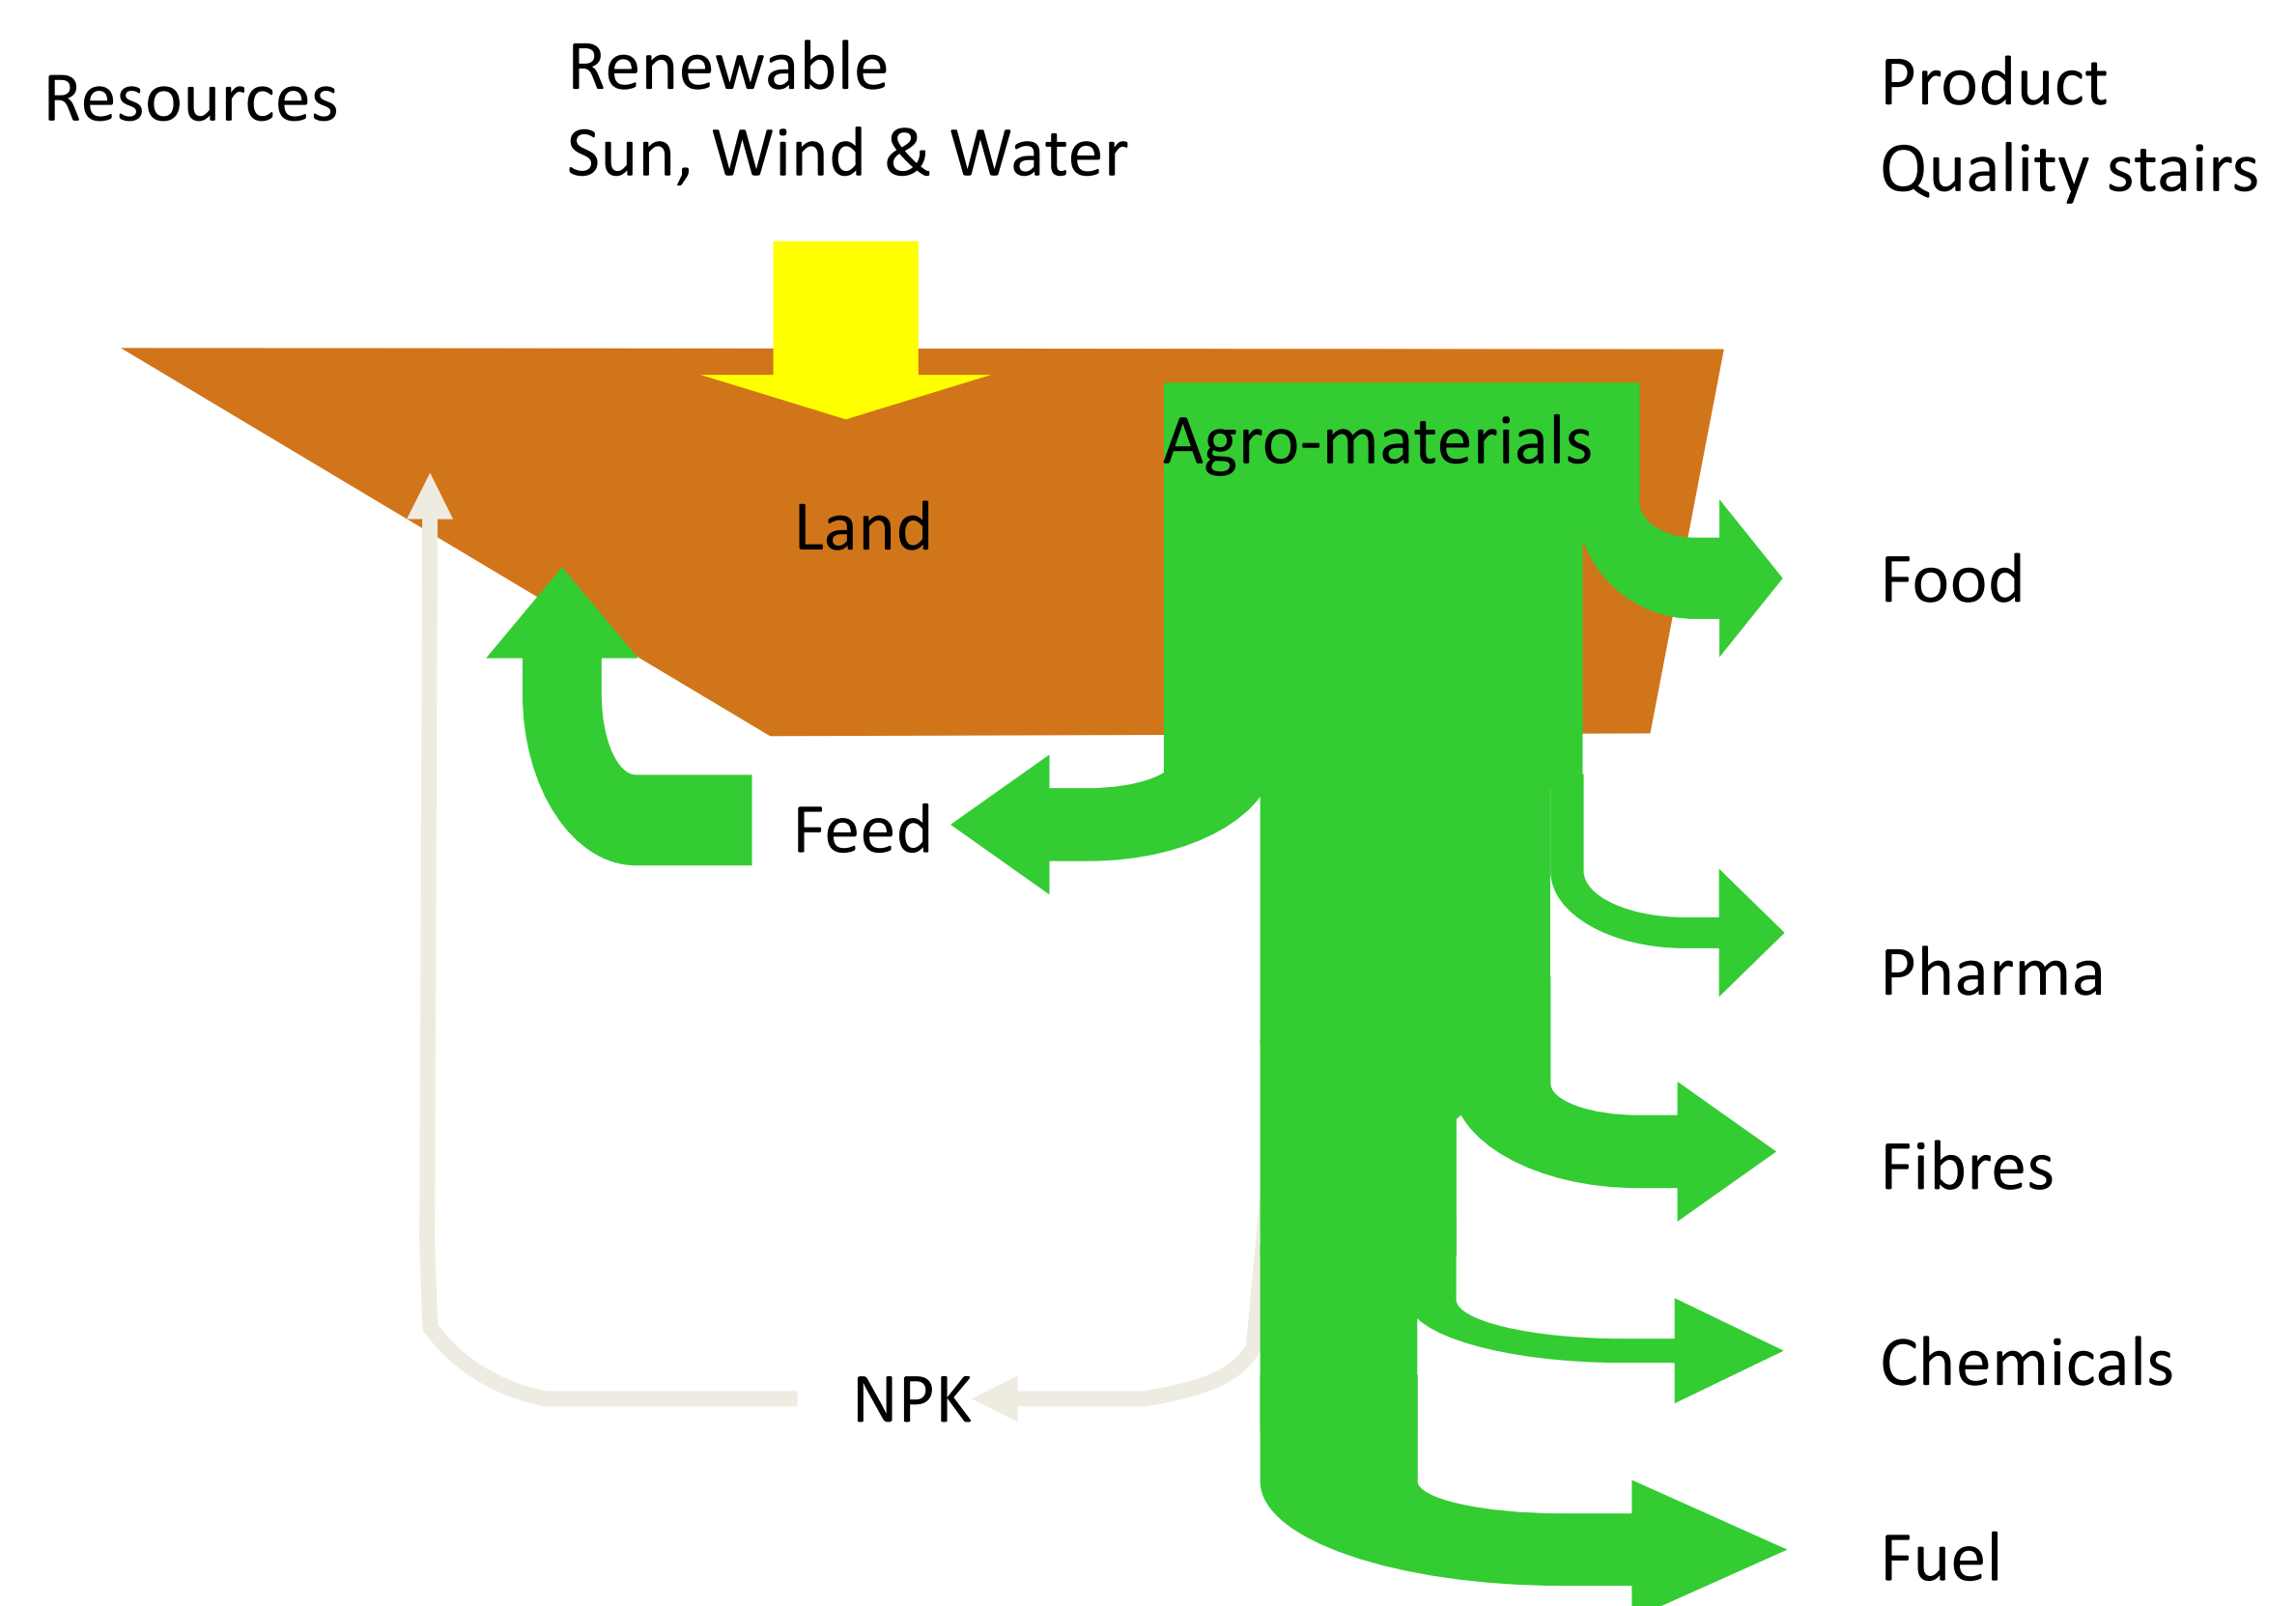 Resources
Renewable
Sun, Wind & Water
Product
Quality stairs
Agro-materials
Land
Food
Feed
Pharma
Fibres
Chemicals
NPK
Fuel